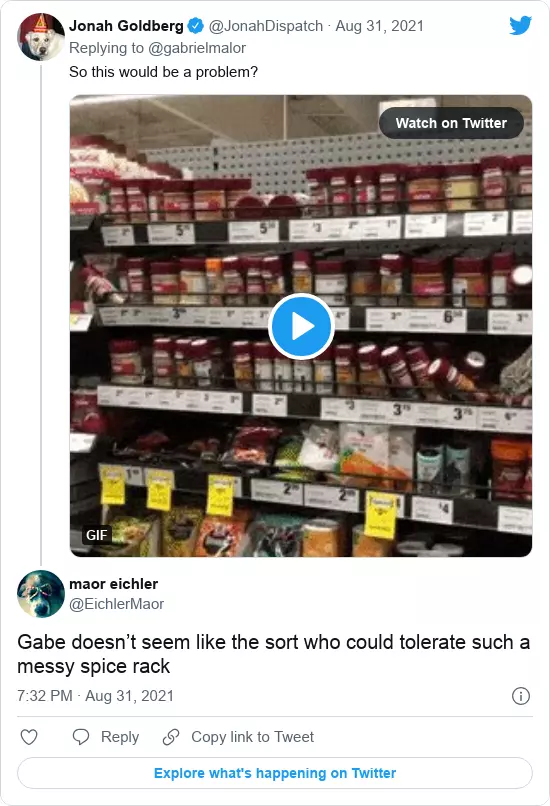 Jonah Goldberg @JonahDispatch · Aug 31, 2021
Replying to @gabrielmalor
So this would be a problem?
Watch on Twitter
GIF
maor eichler
@EichlerMaor
Gabe doesn’t seem like the sort who could tolerate such a
messy spice rack
7:32 PM · Aug 31, 2021
Reply Copy link to Tweet
Explore what's happening on Twitter